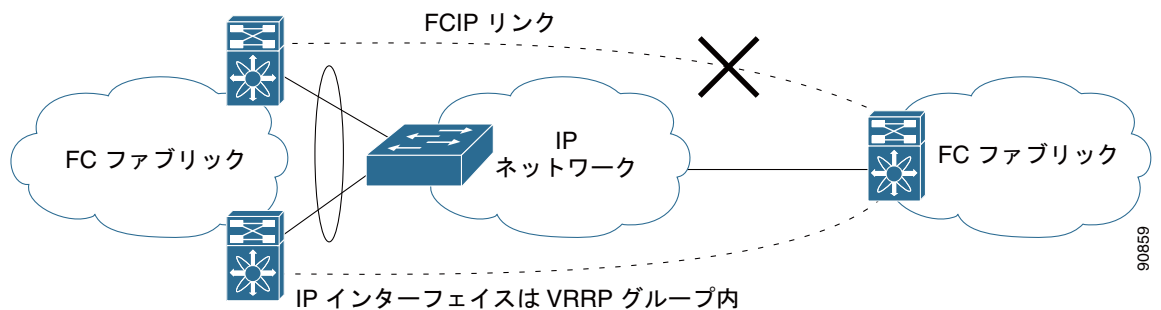 FCIP リンク
FC ファブリック
IP
ネットワーク
FC ファブリック
IP インターフェイスは VRRP グループ内
90859